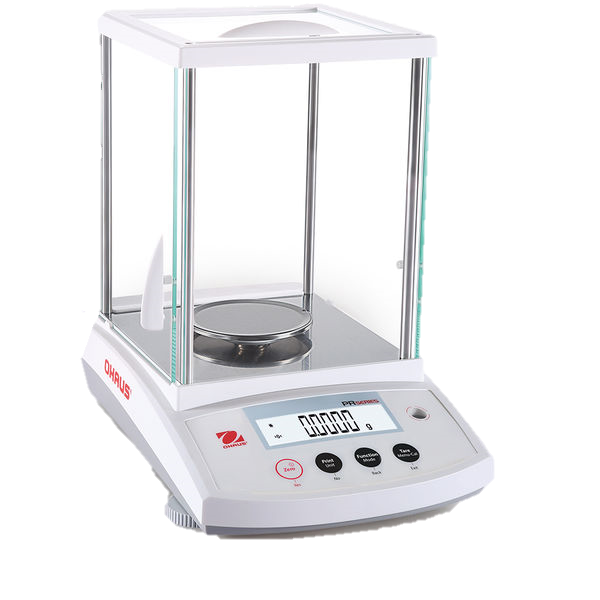 OHAUS
PR SERIES
0.0000 g
OHAUS
Zero
Print
Unit
Function
Mode
Tare
Menu-Cal
Yes
No
Back
Exit